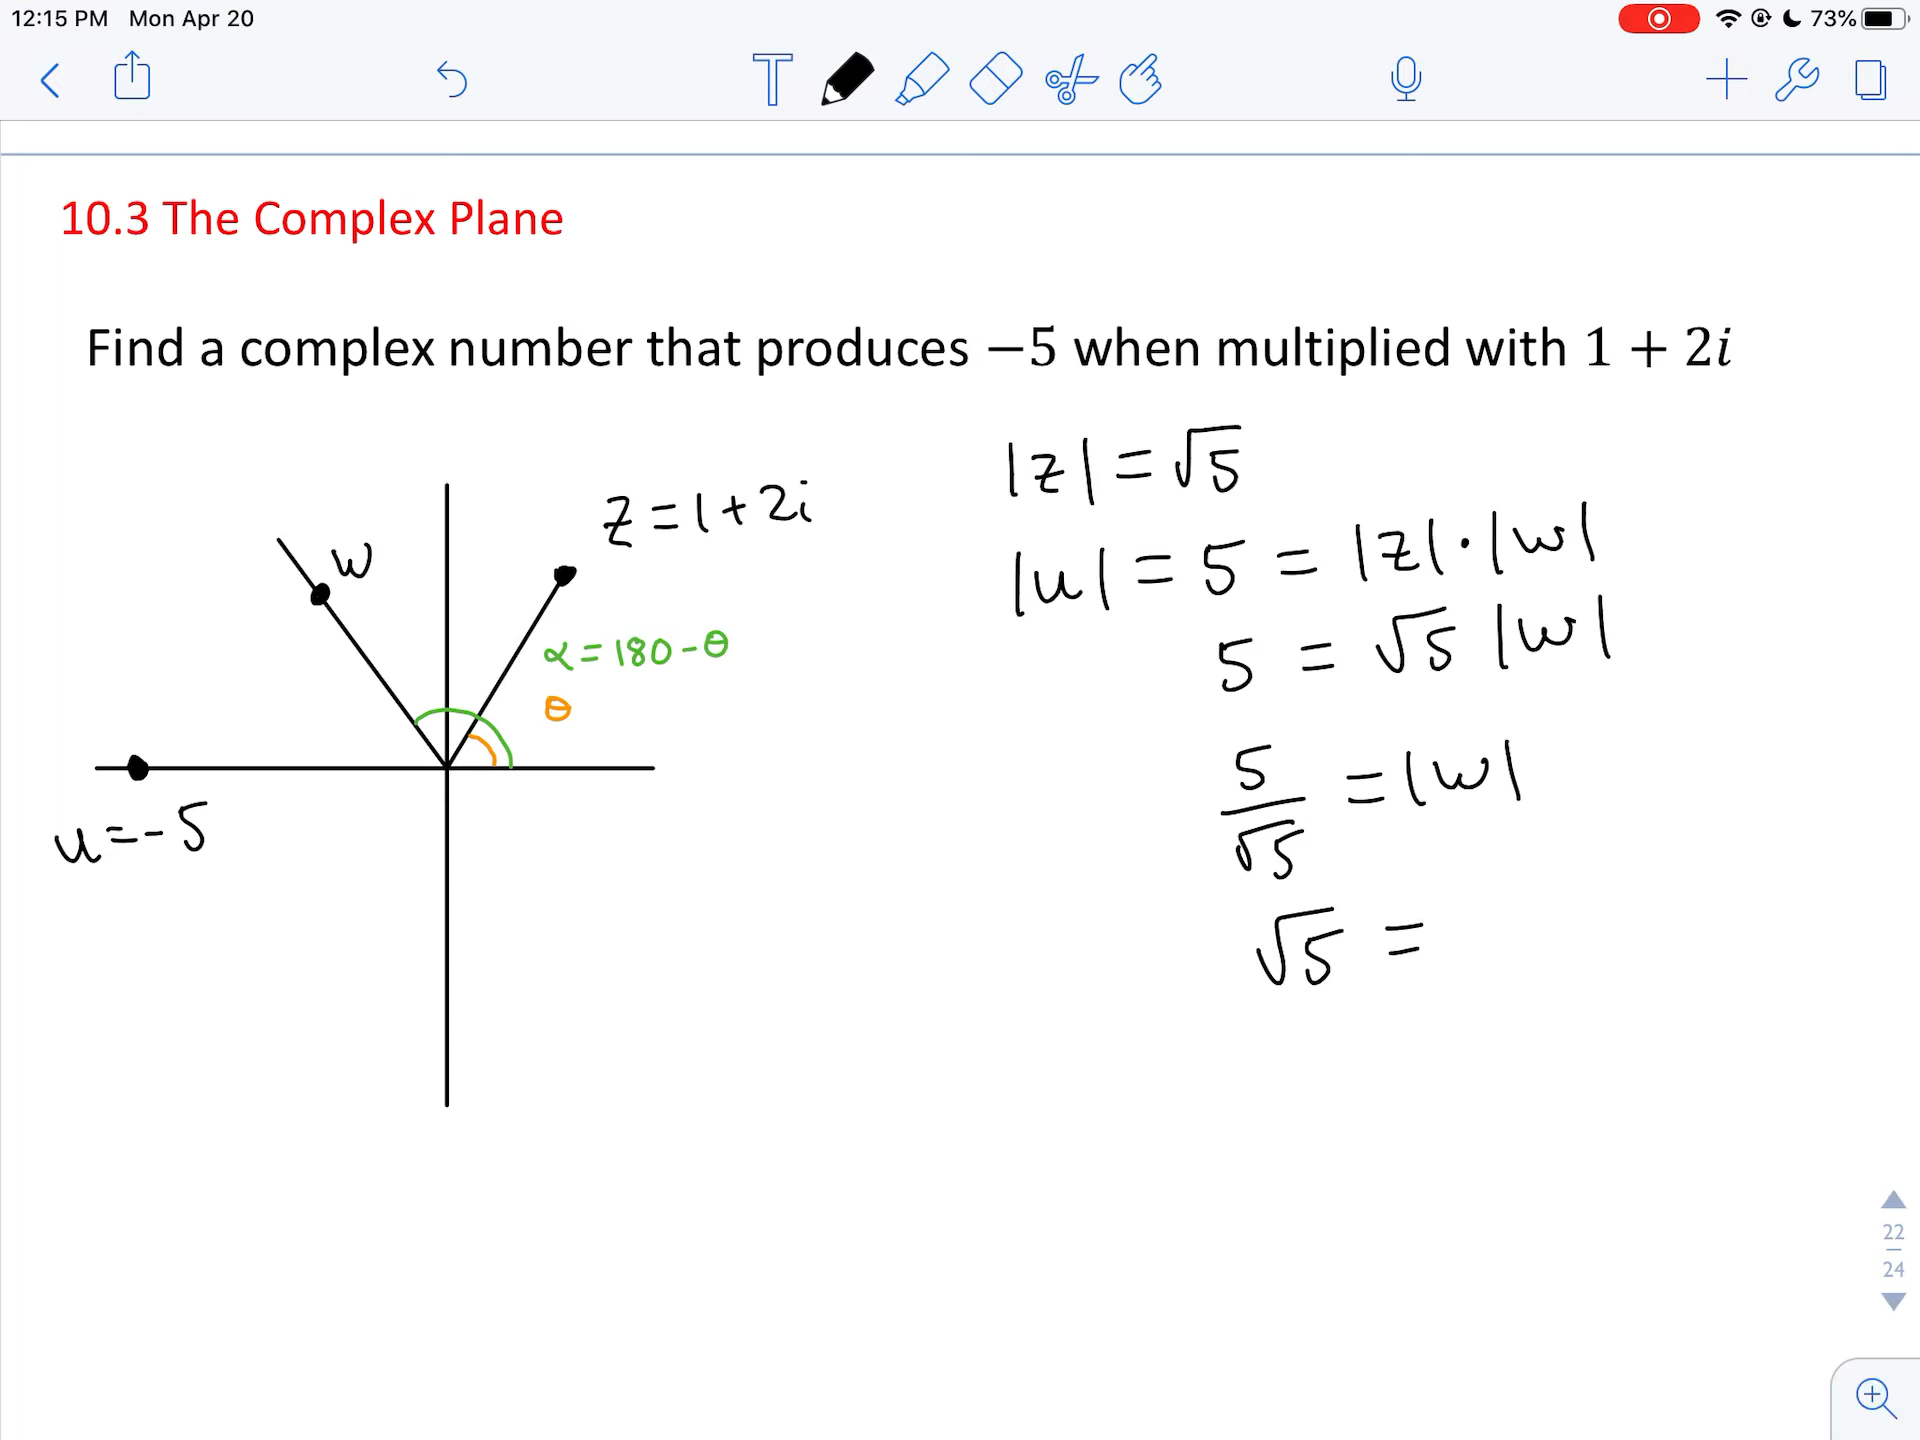 12:15 PM Mon Apr 20 73%
T
10.3 The Complex Plane
Find a complex number that produces −5 when multiplied with 1 + 2i
z = 1 + 2i
w
α = 180 - θ
θ
u = -5
|z| = √5
|u| = 5 = |z| · |w|
5 = √5 |w|
5/√5 = |w|
√5 =
22
24